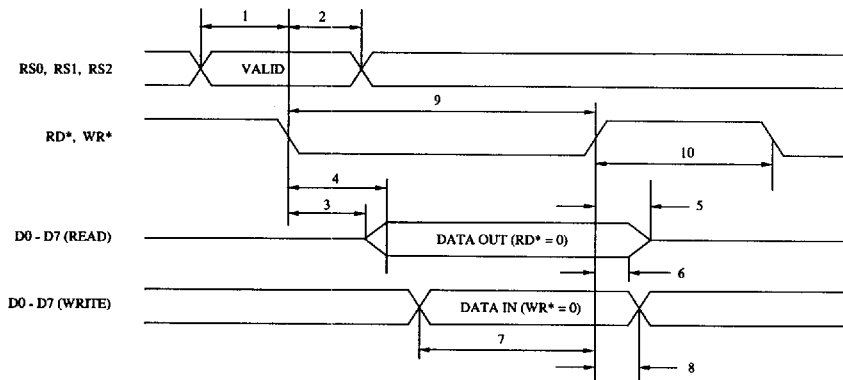 1 2
RS0, RS1, RS2 VALID
9
RD*, WR*
10
4
3 5
D0 - D7 (READ) DATA OUT (RD* = 0)
6
D0 - D7 (WRITE) DATA IN (WR* = 0)
7
8